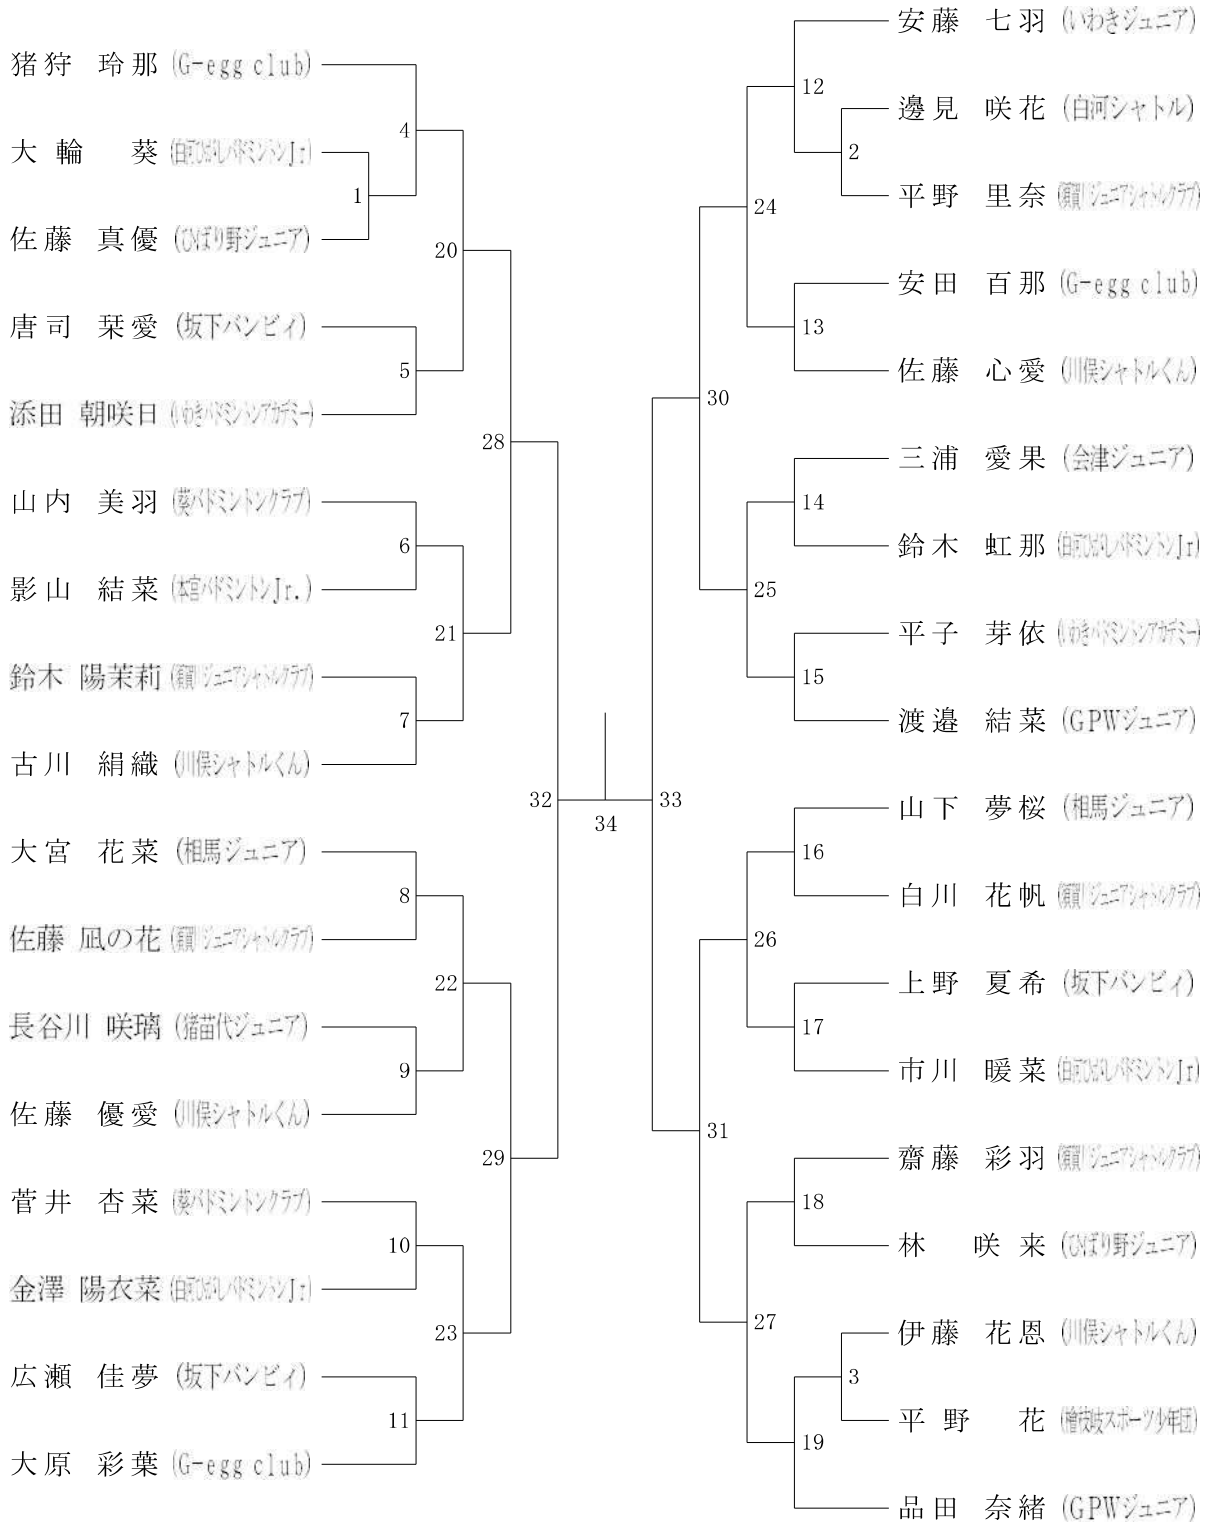 猪狩 玲那 (G-egg club)
大輪 葵 (白河ひがしバドミントンJr)
佐藤 真優 (ひばり野ジュニア)
唐司 栞愛 (坂下バンビィ)
添田 朝咲日 (いわきバドミントンアカデミー)
山内 美羽 (葵バドミントンクラブ)
影山 結菜 (本宮バドミントンJr.)
鈴木 陽茉莉 (須賀川ジュニアシャトルクラブ)
古川 絹織 (川俣シャトルくん)
大宮 花菜 (相馬ジュニア)
佐藤 凪の花 (須賀川ジュニアシャトルクラブ)
長谷川 咲璃 (猪苗代ジュニア)
佐藤 優愛 (川俣シャトルくん)
菅井 杏菜 (葵バドミントンクラブ)
金澤 陽衣菜 (白河ひがしバドミントンJr)
広瀬 佳夢 (坂下バンビィ)
大原 彩葉 (G-egg club)
4
1
20
5
28
6
21
7
32
8
22
9
29
10
23
11
34
33
12
2
24
13
30
14
25
15
16
26
17
31
18
27
3
19
安藤 七羽 (いわきジュニア)
邊見 咲花 (白河シャトル)
平野 里奈 (須賀川ジュニアシャトルクラブ)
安田 百那 (G-egg club)
佐藤 心愛 (川俣シャトルくん)
三浦 愛果 (会津ジュニア)
鈴木 虹那 (白河ひがしバドミントンJr)
平子 芽依 (いわきバドミントンアカデミー)
渡邉 結菜 (GPWジュニア)
山下 夢桜 (相馬ジュニア)
白川 花帆 (須賀川ジュニアシャトルクラブ)
上野 夏希 (坂下バンビィ)
市川 暖菜 (白河ひがしバドミントンJr)
齋藤 彩羽 (須賀川ジュニアシャトルクラブ)
林 咲来 (ひばり野ジュニア)
伊藤 花恩 (川俣シャトルくん)
平野 花 (檜枝岐スポーツ少年団)
品田 奈緒 (GPWジュニア)